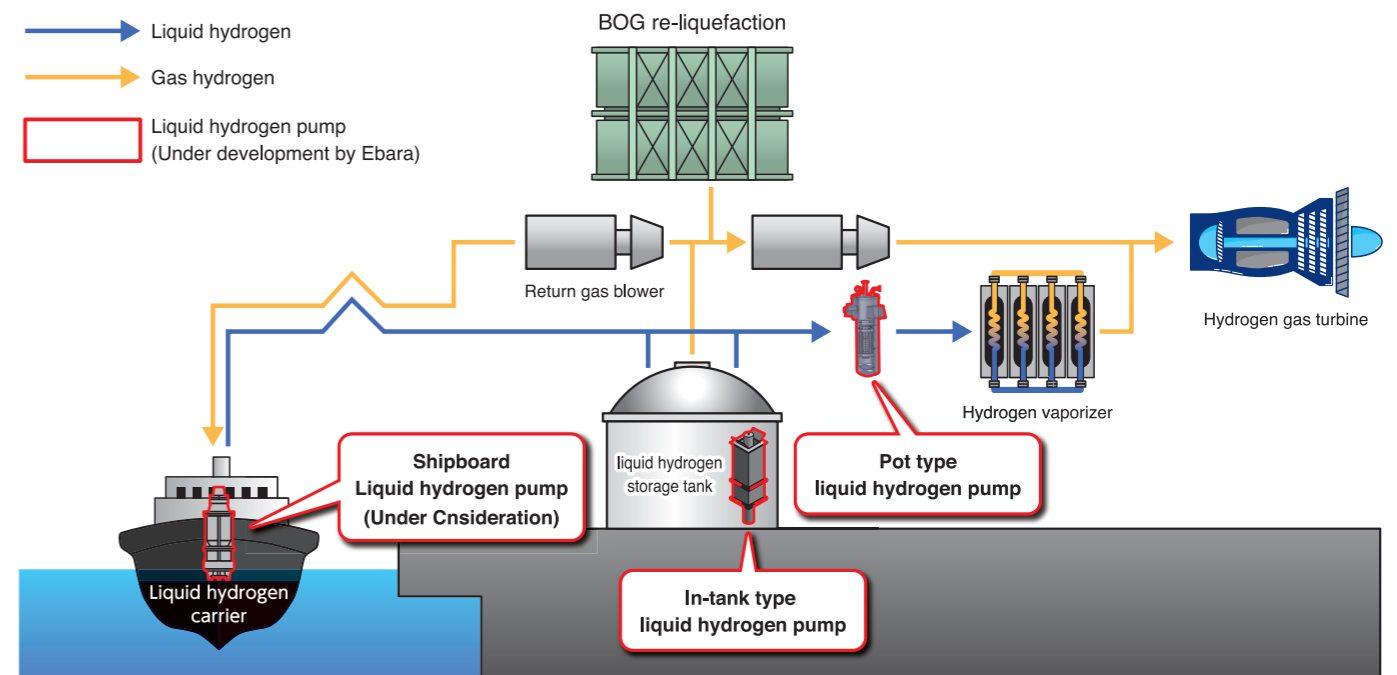 BOG re-liquefaction
Liquid hydrogen
Gas hydrogen
Liquid hydrogen pump
(Under development by Ebara)
Return gas blower
Hydrogen gas turbine
Hydrogen vaporizer
Shipboard
Liquid hydrogen pump
(Under Cnsideration)
liquid hydrogen
storage tank
Pot type
liquid hydrogen pump
Liquid hydrogen
carrier
In-tank type
liquid hydrogen pump